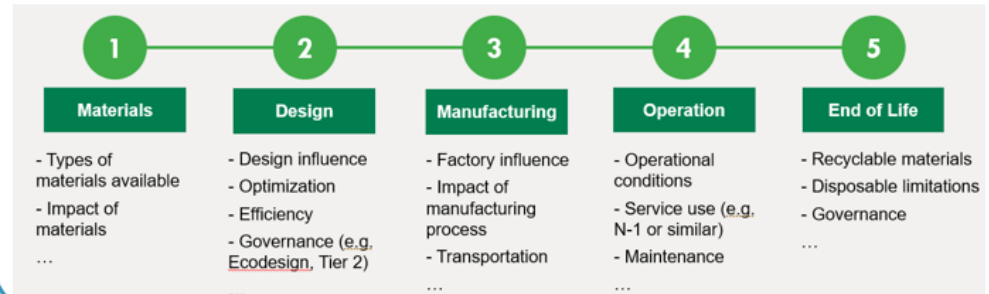 1
2
3
4
5
Materials
Design
Manufacturing
Operation
End of Life
- Types of
materials available
- Impact of
materials
...
- Design influence
- Optimization
- Efficiency
- Governance (e.g.
Ecodesign, Tier 2)
...
- Factory influence
- Impact of
manufacturing
process
- Transportation
...
- Operational
conditions
- Service use (e.g.
N-1 or similar)
- Maintenance
...
- Recyclable materials
- Disposable limitations
- Governance
...